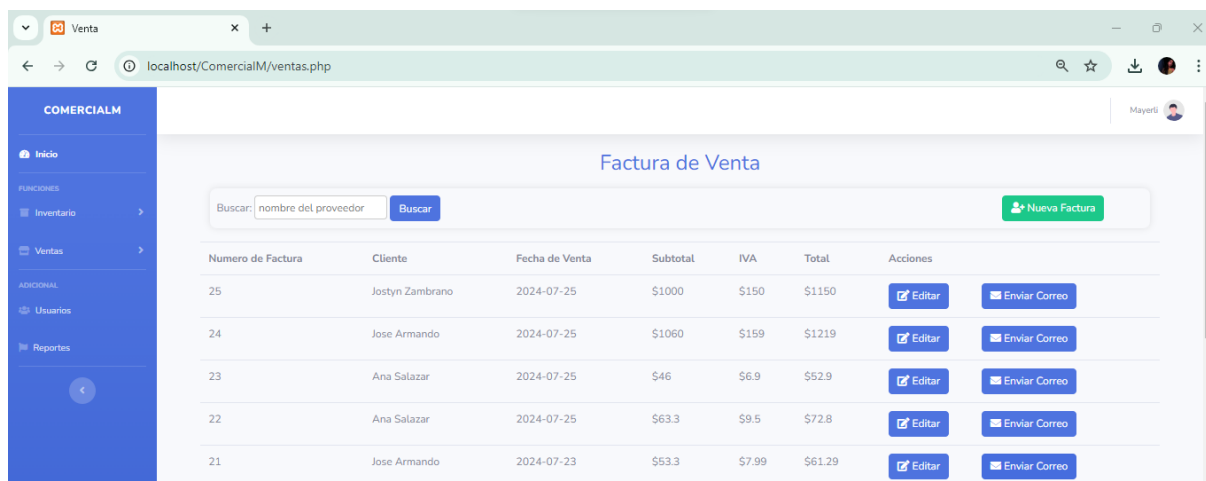 Venta
localhost/ComercialM/ventas.php
COMERCIALM
Mayerli
Inicio
FUNCIONES
Inventario
Ventas
ADICIONAL
Usuarios
Reportes
Factura de Venta
Buscar: nombre del proveedor Buscar Nueva Factura
Numero de Factura Cliente Fecha de Venta Subtotal IVA Total Acciones
25 Jostyn Zambrano 2024-07-25 $1000 $150 $1150 Editar Enviar Correo
24 Jose Armando 2024-07-25 $1060 $159 $1219 Editar Enviar Correo
23 Ana Salazar 2024-07-25 $46 $6.9 $52.9 Editar Enviar Correo
22 Ana Salazar 2024-07-25 $63.3 $9.5 $72.8 Editar Enviar Correo
21 Jose Armando 2024-07-23 $53.3 $7.99 $61.29 Editar Enviar Correo